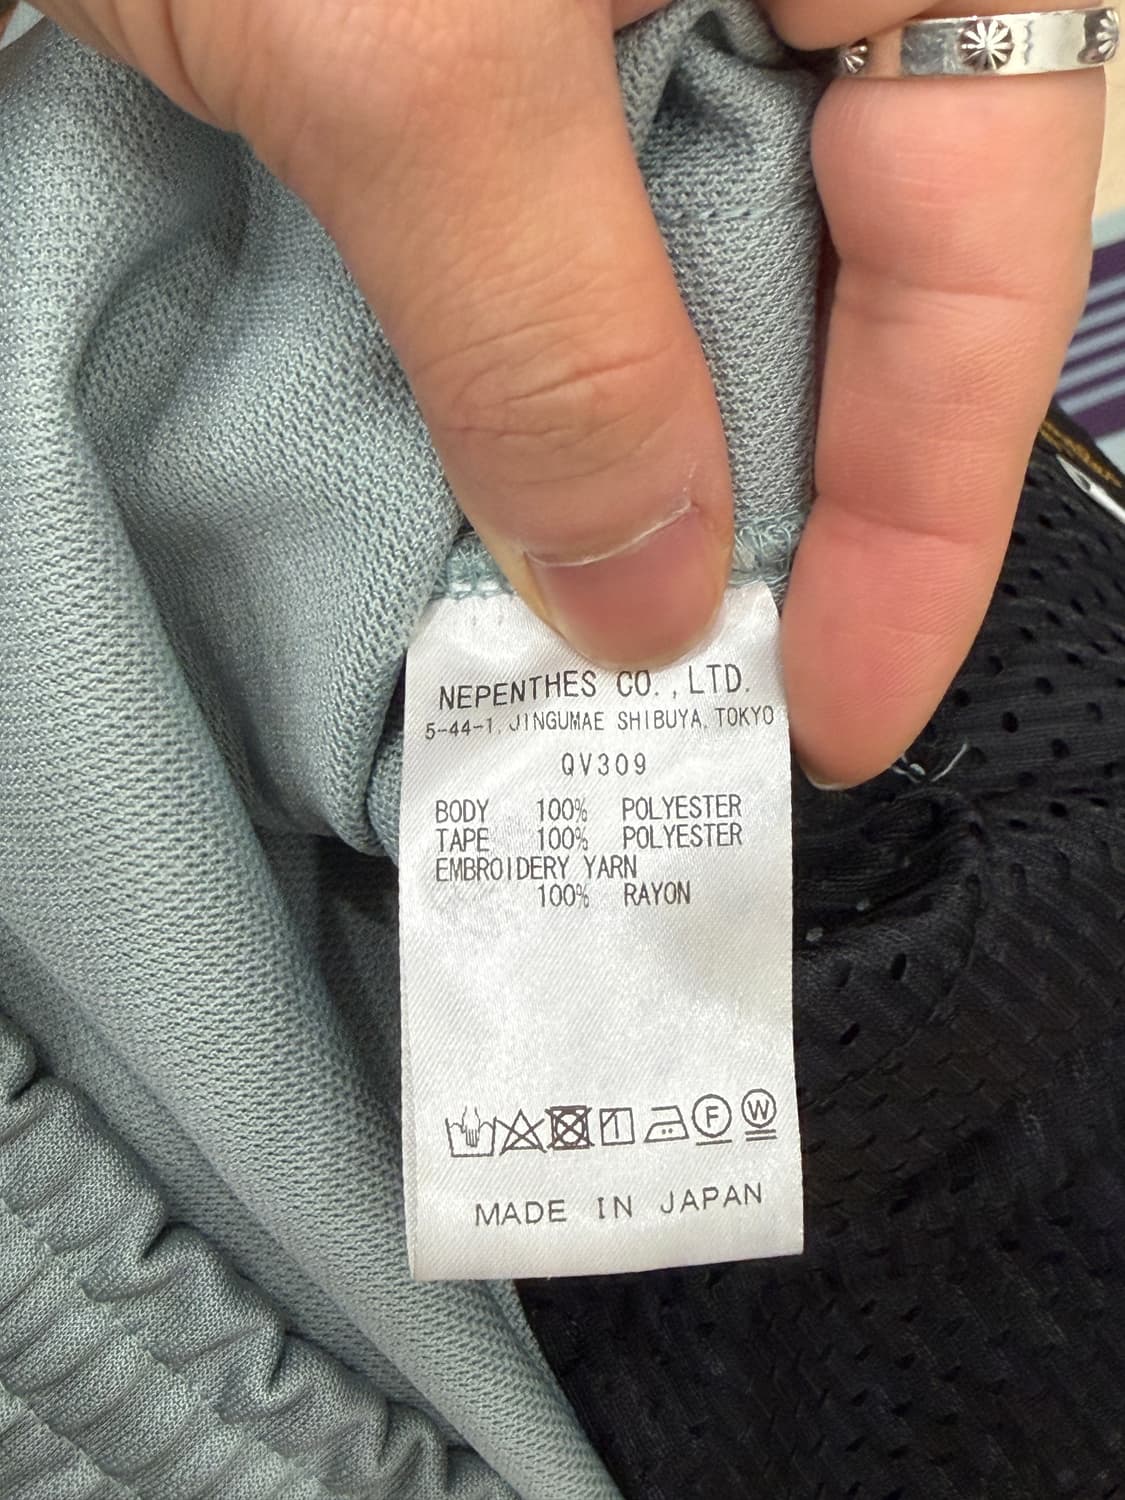 NEPENTHES CO.,LTD.
5-44-1, JINGUMAE SHIBUYA, TOKYO
QV309
BODY 100% POLYESTER
TAPE 100% POLYESTER
EMBROIDERY YARN
100% RAYON
F W
MADE IN JAPAN